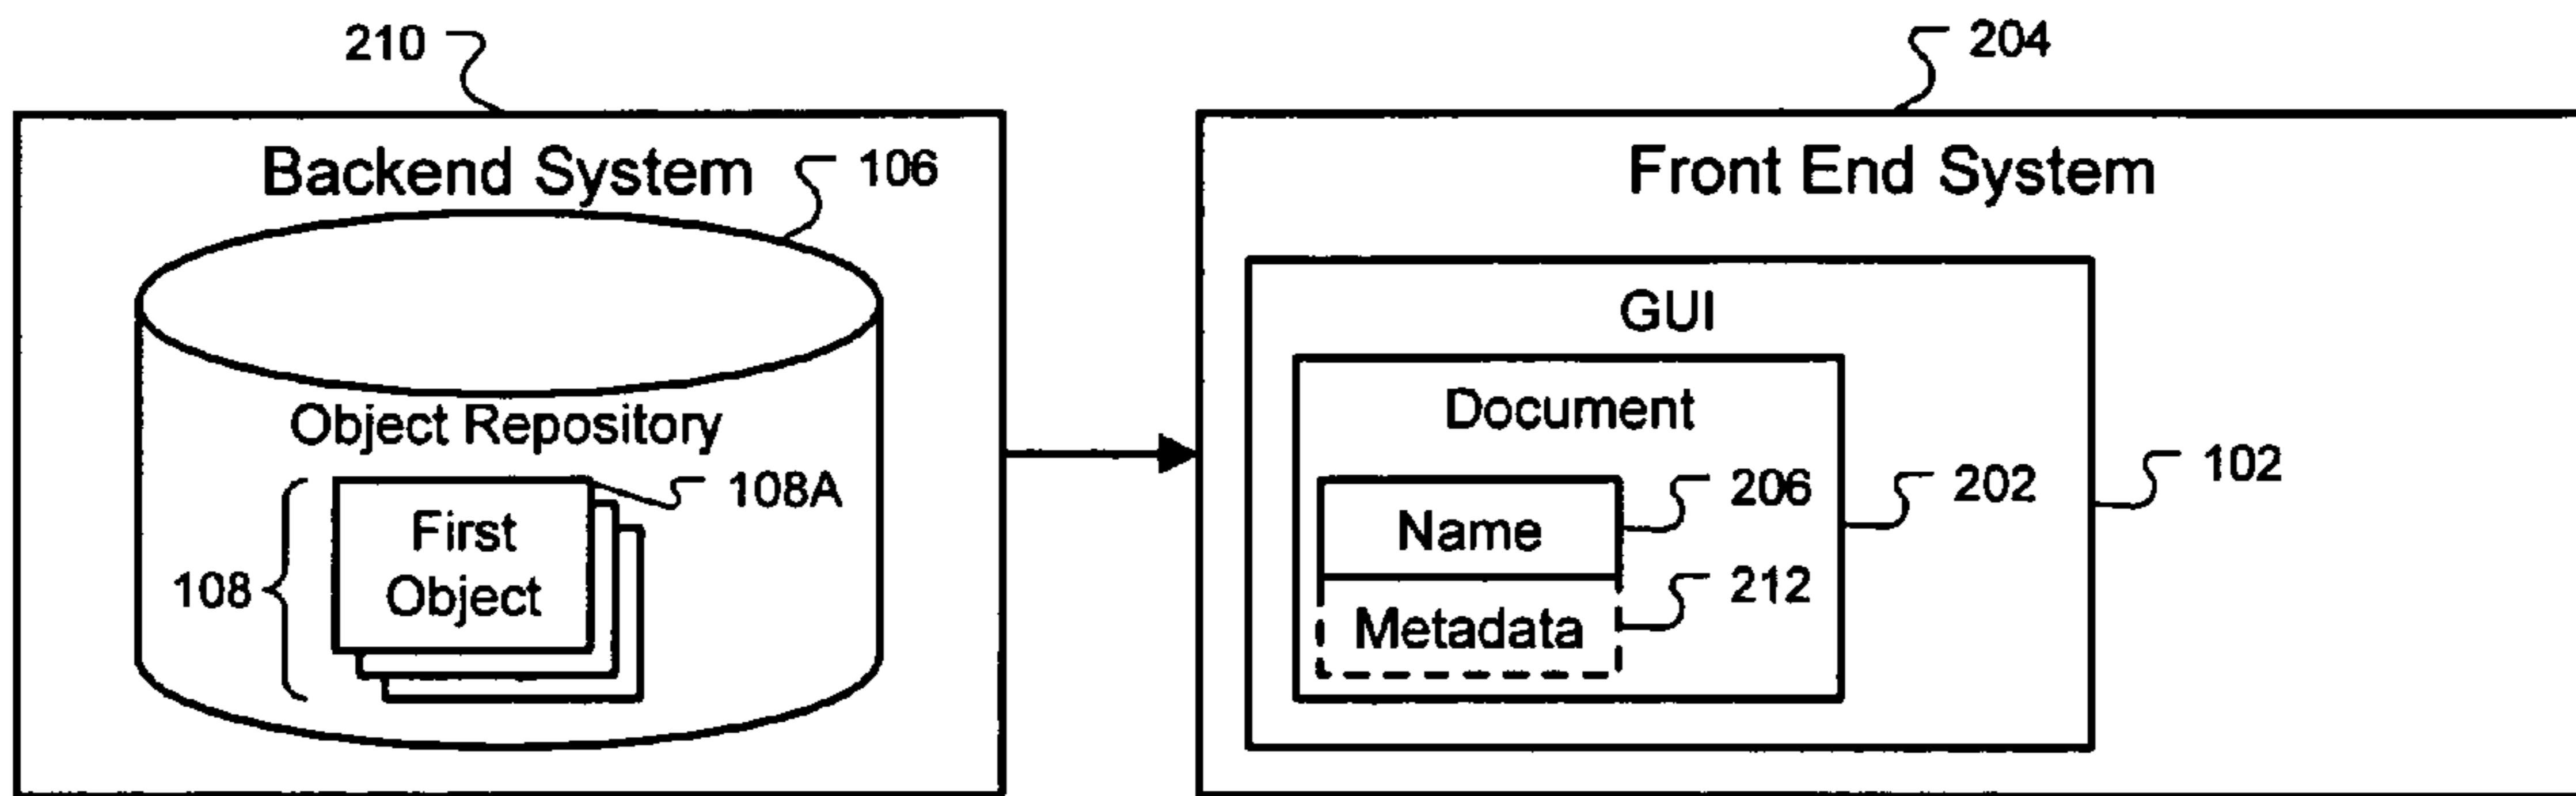 210
204
Backend System
106
Front End System
GUI
Object Repository
Document
108A
First
Object
108
Name
206
202
102
Metadata
212